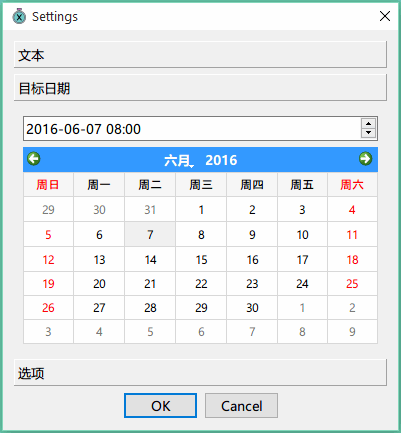 Settings
文本
目标日期
2016-06-07 08:00
六月, 2016
周日 周一 周二 周三 周四 周五 周六
29 30 31 1 2 3 4
5 6 7 8 9 10 11
12 13 14 15 16 17 18
19 20 21 22 23 24 25
26 27 28 29 30 1 2
3 4 5 6 7 8 9
选项
OK Cancel